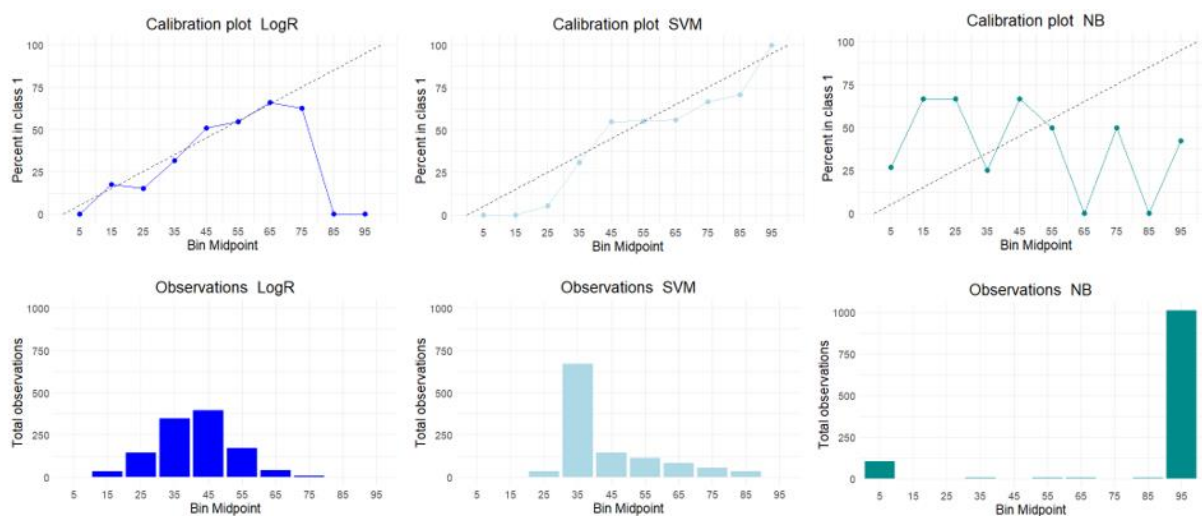 Calibration plot LogR
Percent in class 1
100
75
50
25
0
5 15 25 35 45 55 65 75 85 95
Bin Midpoint
Calibration plot SVM
Percent in class 1
100
75
50
25
0
5 15 25 35 45 55 65 75 85 95
Bin Midpoint
Calibration plot NB
Percent in class 1
100
75
50
25
0
5 15 25 35 45 55 65 75 85 95
Bin Midpoint
Observations LogR
Total observations
1000
750
500
250
0
5 15 25 35 45 55 65 75 85 95
Bin Midpoint
Observations SVM
Total observations
1000
750
500
250
0
5 15 25 35 45 55 65 75 85 95
Bin Midpoint
Observations NB
Total observations
1000
750
500
250
0
5 15 25 35 45 55 65 75 85 95
Bin Midpoint